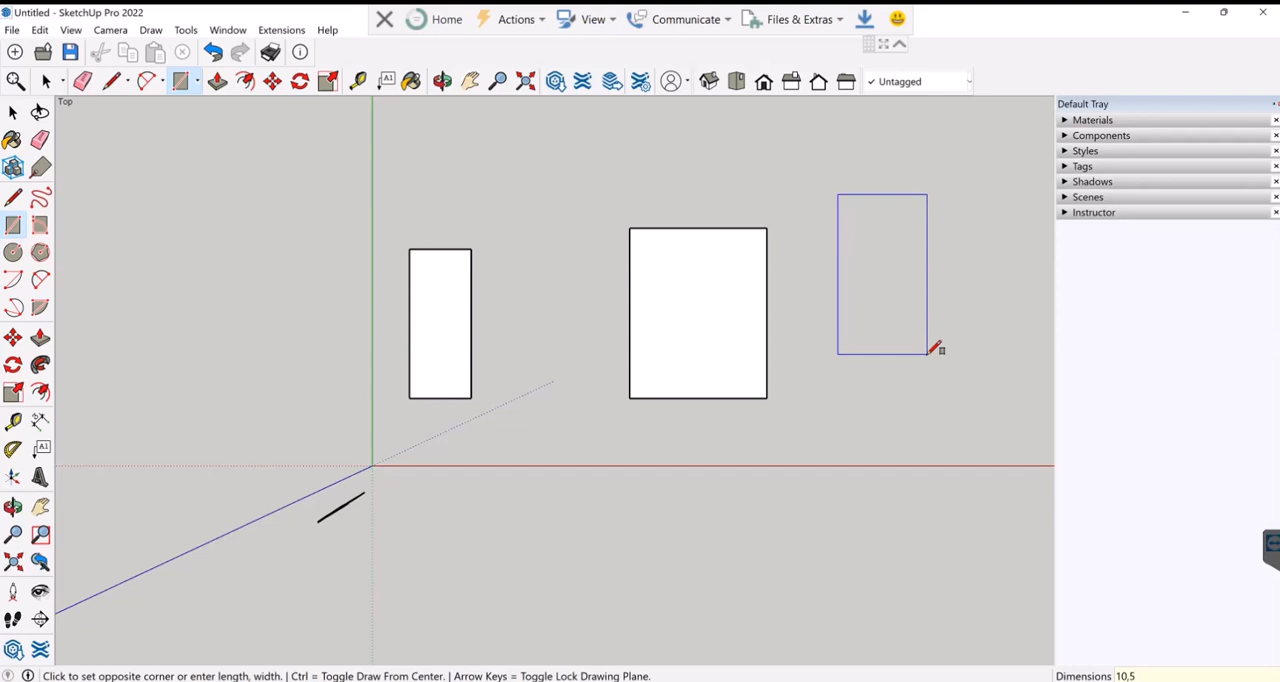 Untitled - SketchUp Pro 2022
Home Actions View Communicate Files & Extras
File Edit View Camera Draw Tools Window Extensions Help
A1 ✓ Untagged
Top
Default Tray
Materials
Components
Styles
Tags
Shadows
Scenes
Instructor
A1
Click to set opposite corner or enter length, width. | Ctrl = Toggle Draw From Center. | Arrow Keys = Toggle Lock Drawing Plane. Dimensions 10,5